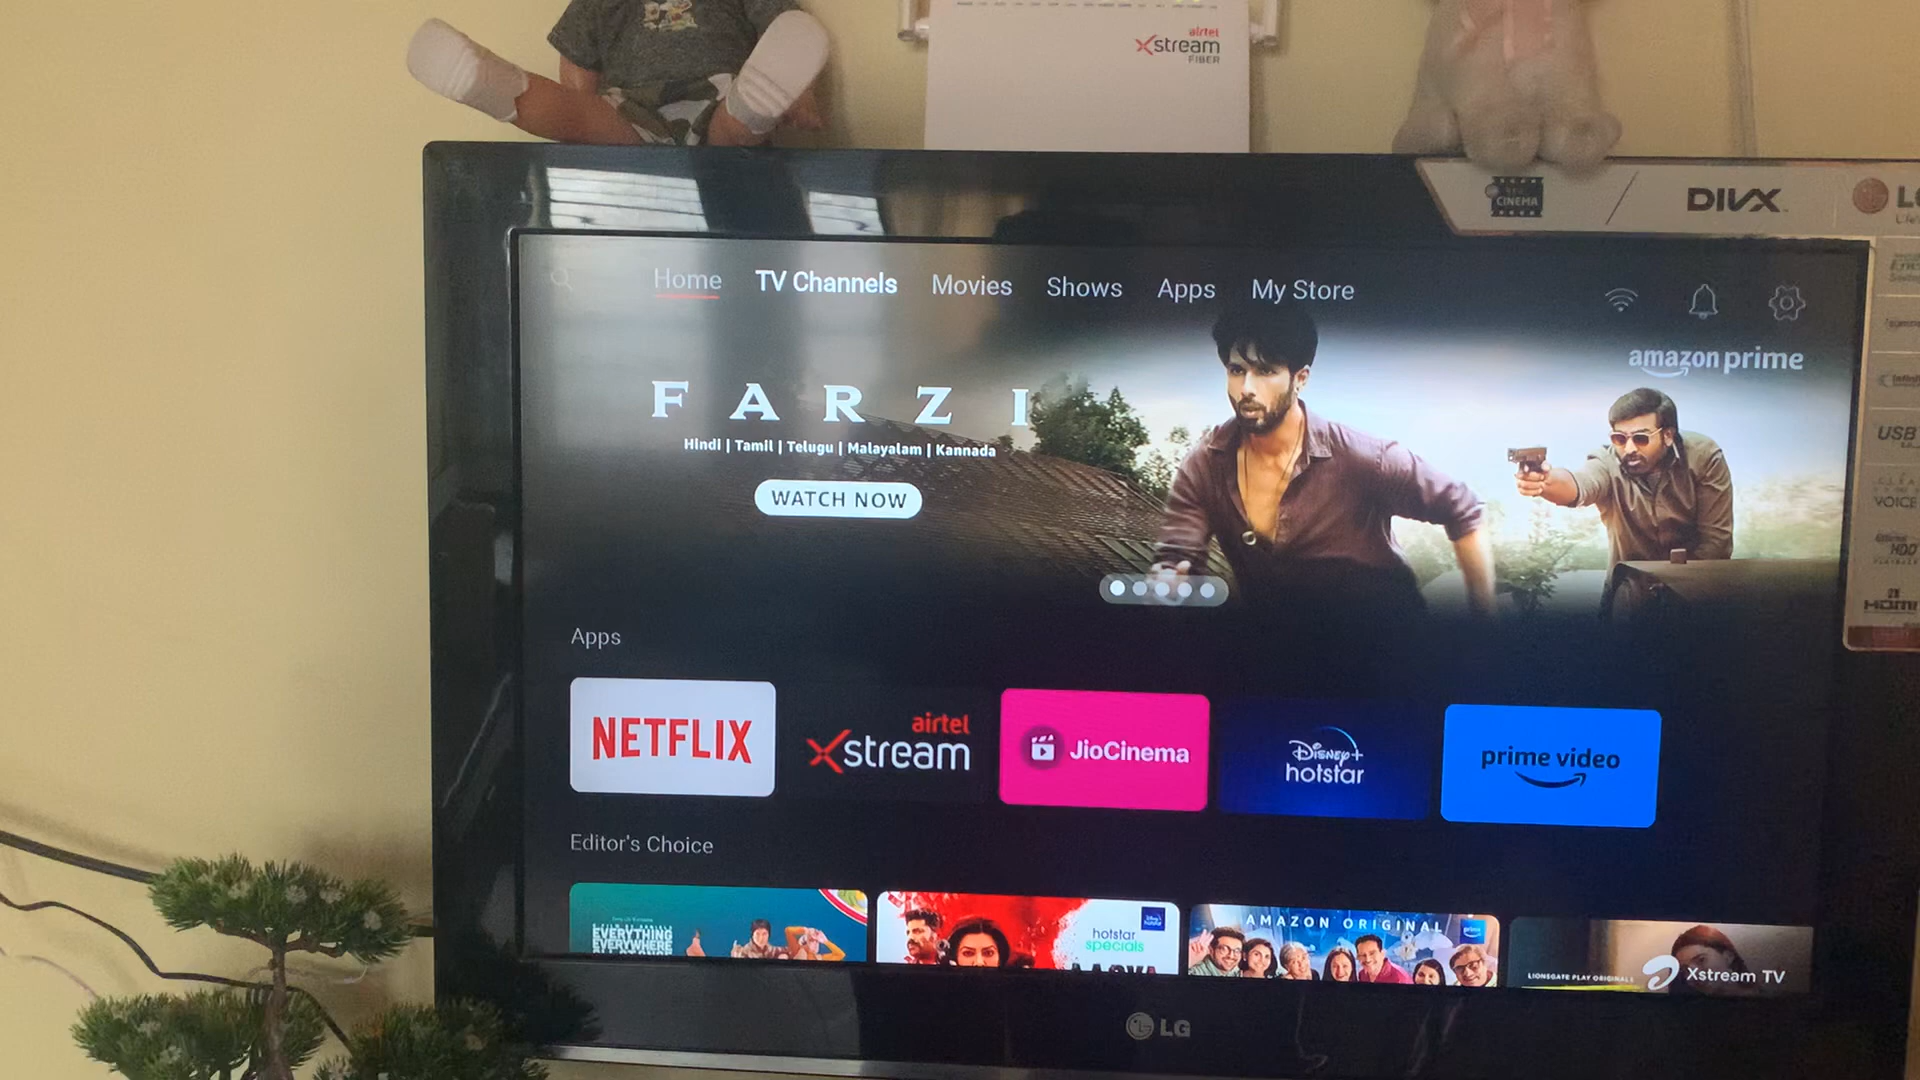 airtel
Xstream
FIBER
CINEMA
DIVX
Home TV Channels Movies Shows Apps My Store
amazon prime
FARZI
Hindi | Tamil | Telugu | Malayalam | Kannada
WATCH NOW
USB
VOICE
HDD
HDMI
Apps
NETFLIX
airtel
Xstream
JioCinema
Disney+
hotstar
prime video
Editor's Choice
EVERYTHING
EVERYWHERE
hotstar
specials
AMAZON ORIGINAL
prime
LIONSGATE PLAY ORIGINALS
Xstream TV
LG